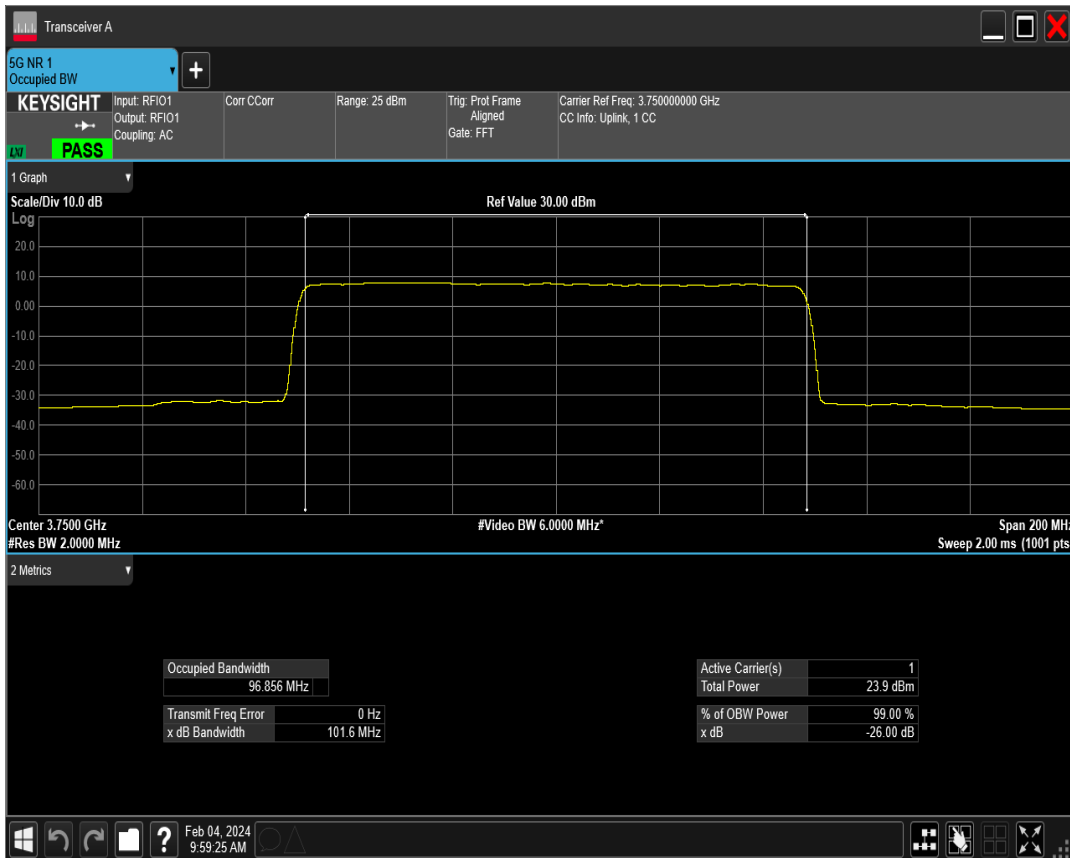 Transceiver A
5G NR 1
Occupied BW
+
KEYSIGHT
LXI
PASS
Input: RFIO1
Output: RFIO1
Coupling: AC
Corr CCorr
Range: 25 dBm
Trig: Prot Frame
Aligned
Gate: FFT
Carrier Ref Freq: 3.750000000 GHz
CC Info: Uplink, 1 CC
1 Graph
Scale/Div 10.0 dB
Ref Value 30.00 dBm
Log
20.0
10.0
0.00
-10.0
-20.0
-30.0
-40.0
-50.0
-60.0
Center 3.7500 GHz
#Video BW 6.0000 MHz*
Span 200 MHz
#Res BW 2.0000 MHz
Sweep 2.00 ms (1001 pts
2 Metrics
Occupied Bandwidth
96.856 MHz
Transmit Freq Error 0 Hz
x dB Bandwidth 101.6 MHz
Active Carrier(s) 1
Total Power 23.9 dBm
% of OBW Power 99.00 %
x dB -26.00 dB
?
Feb 04, 2024
9:59:25 AM